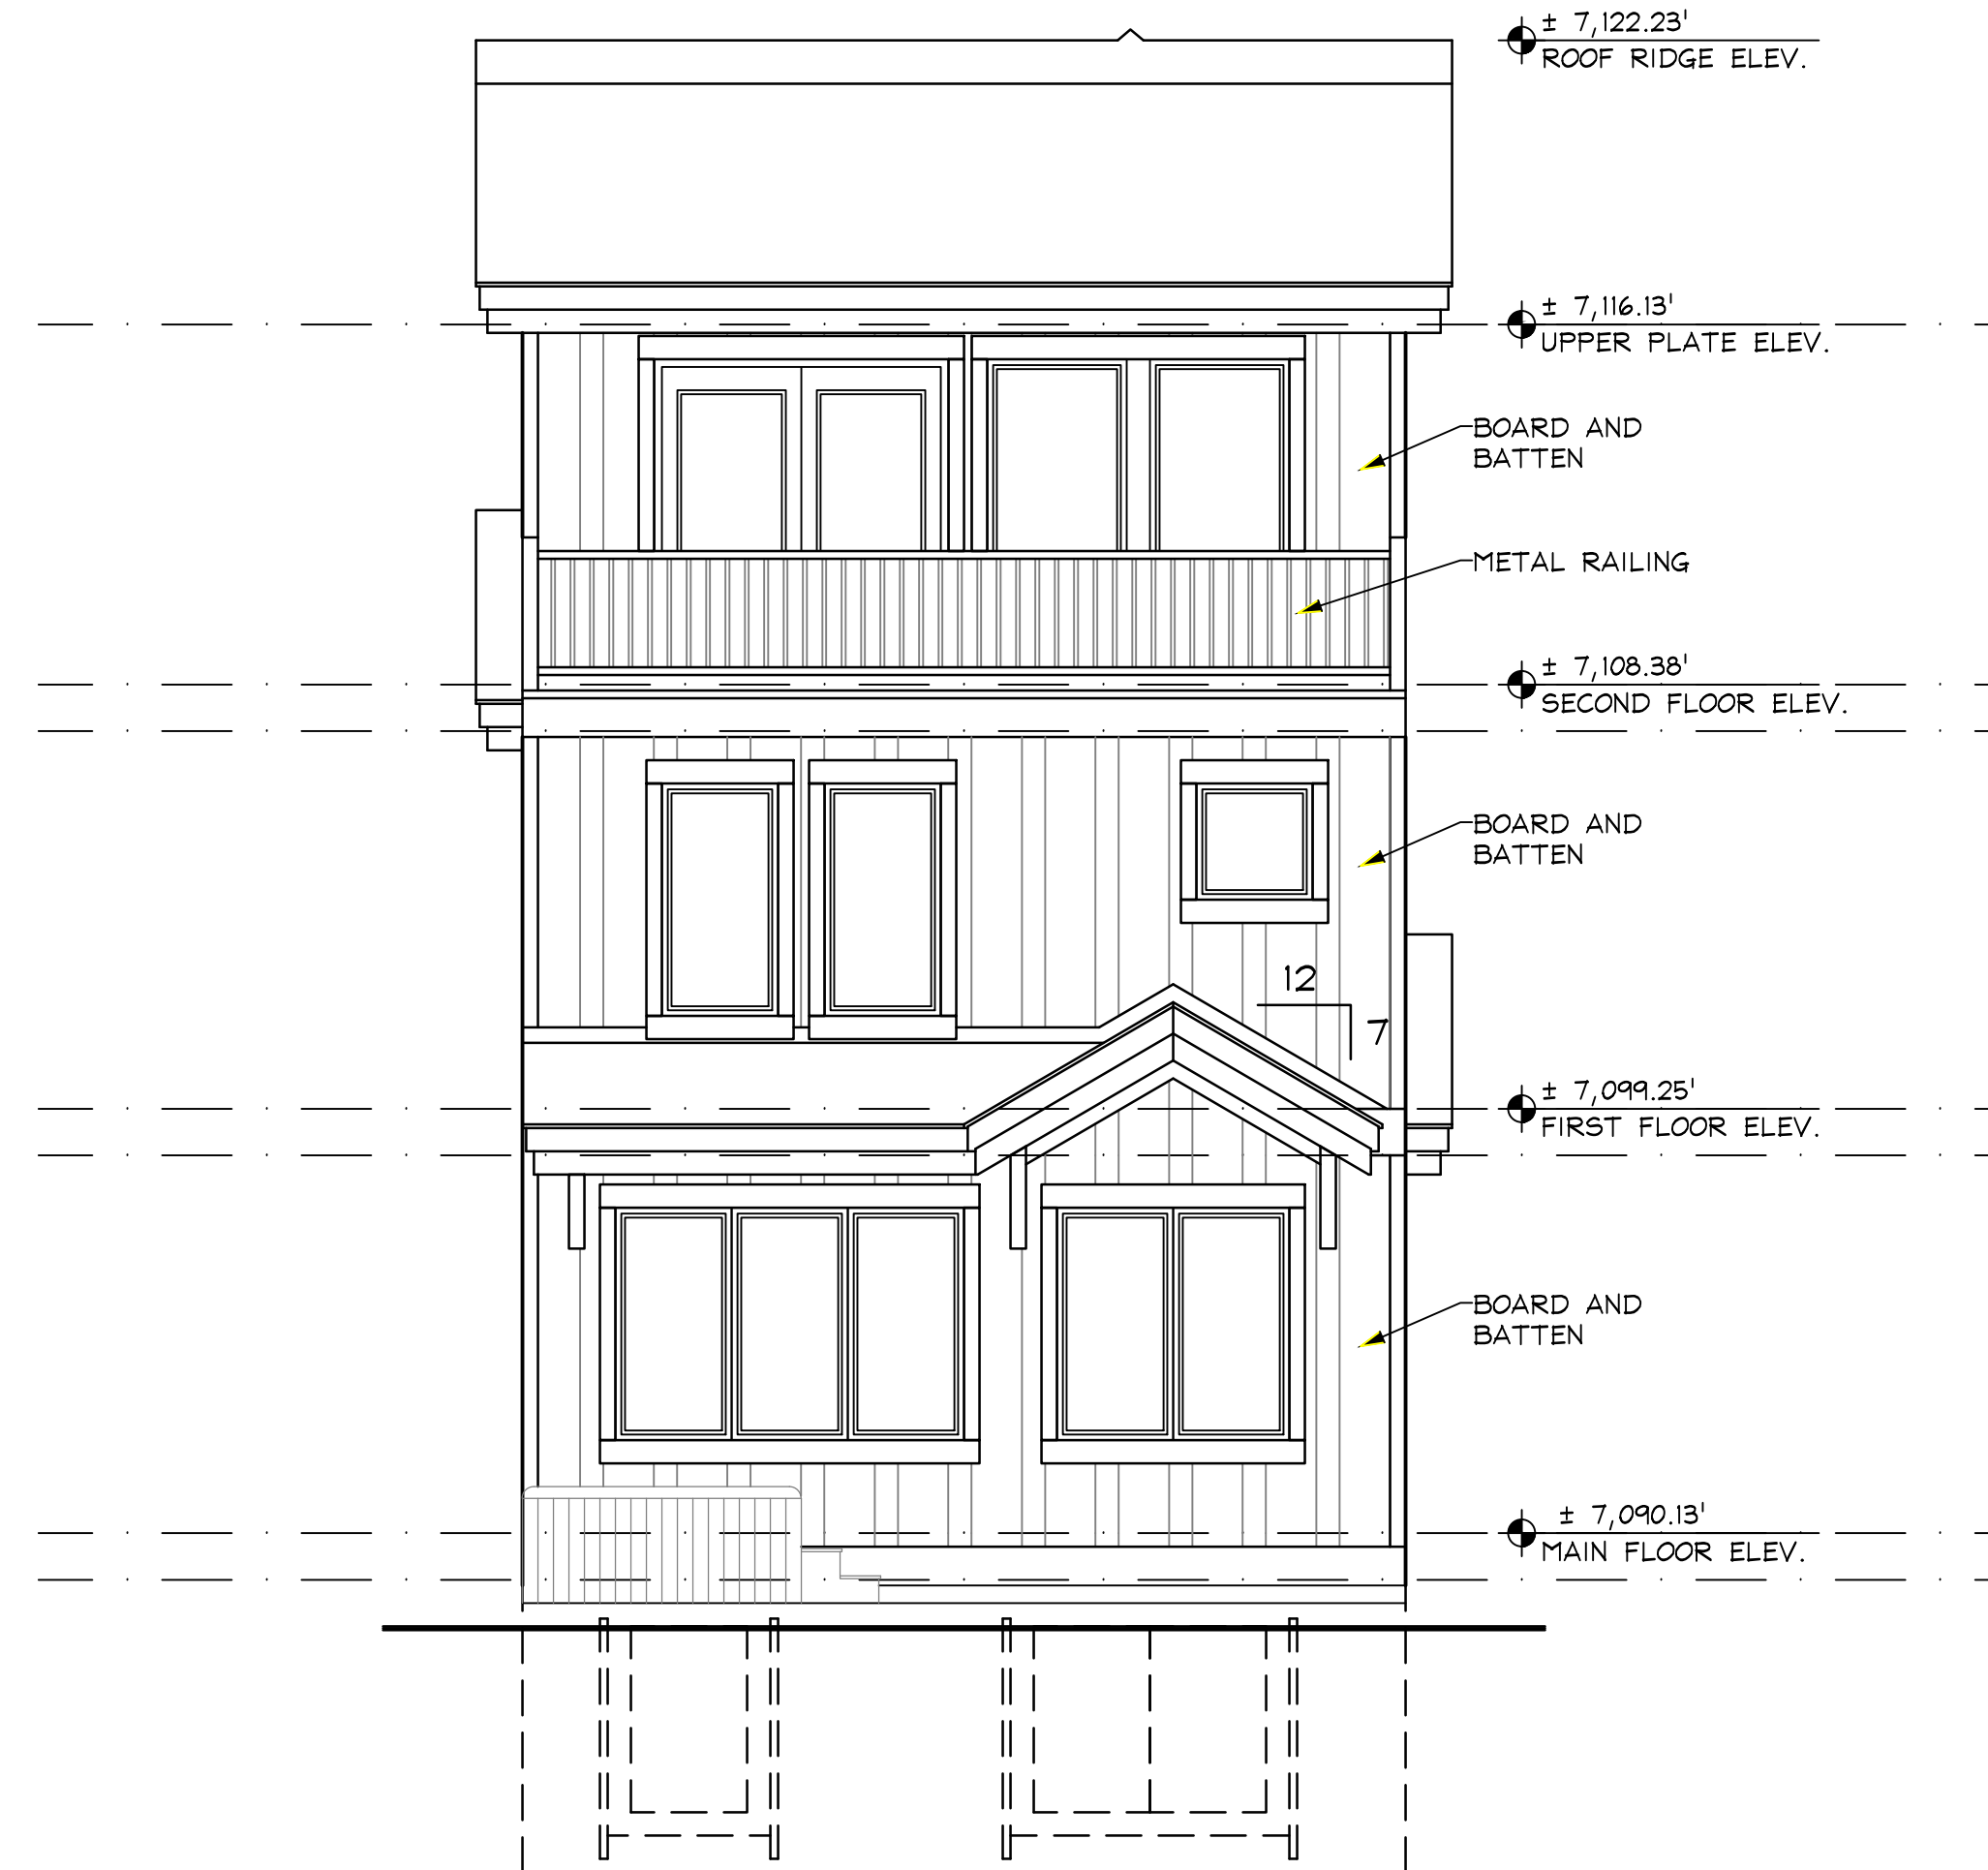 ± 7,122.23'
ROOF RIDGE ELEV.
± 7,116.13'
UPPER PLATE ELEV.
BOARD AND
BATTEN
METAL RAILING
± 7,108.38'
SECOND FLOOR ELEV.
BOARD AND
BATTEN
12
7
± 7,099.25'
FIRST FLOOR ELEV.
BOARD AND
BATTEN
± 7,090.13'
MAIN FLOOR ELEV.